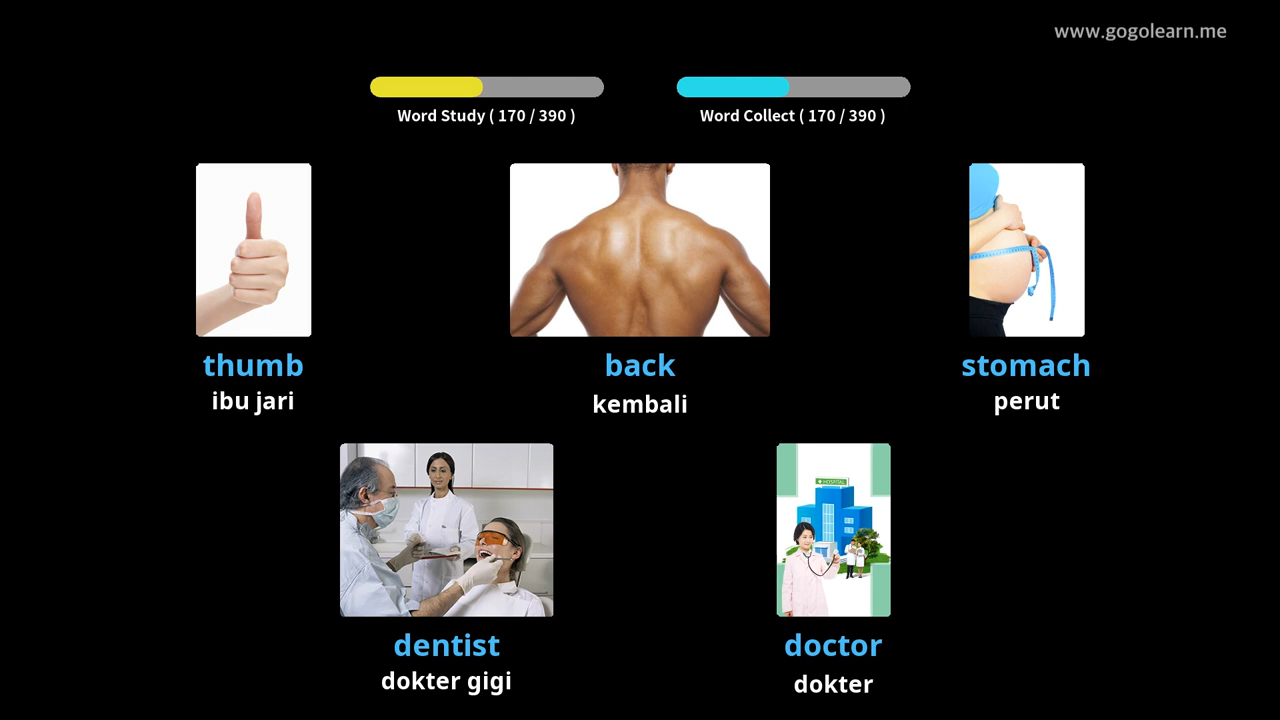 www.gogolearn.me
Word Study ( 170 / 390 )
Word Collect ( 170 / 390 )
thumb
ibu jari
back
kembali
stomach
perut
HOSPITAL
dentist
dokter gigi
doctor
dokter